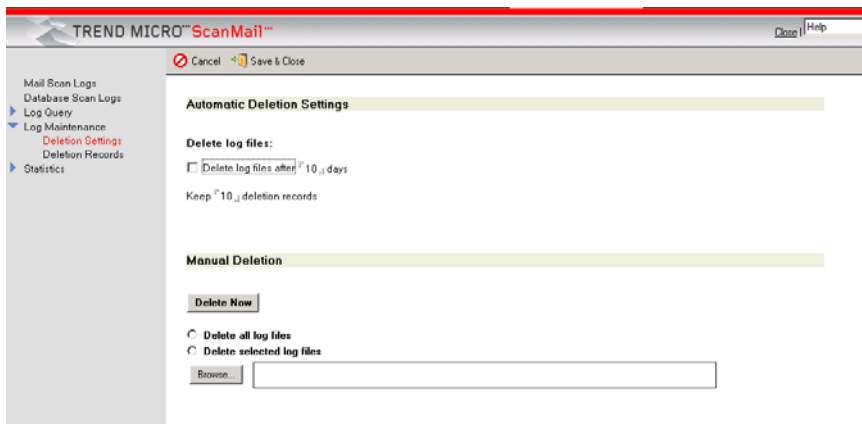 TREND MICRO™ ScanMail™
Close | Help
Cancel Save & Close
Mail Scan Logs
Database Scan Logs
Log Query
Log Maintenance
Deletion Settings
Deletion Records
Statistics
Automatic Deletion Settings
Delete log files:
Delete log files after 10 days
Keep 10 deletion records
Manual Deletion
Delete Now
Delete all log files
Delete selected log files
Browse...